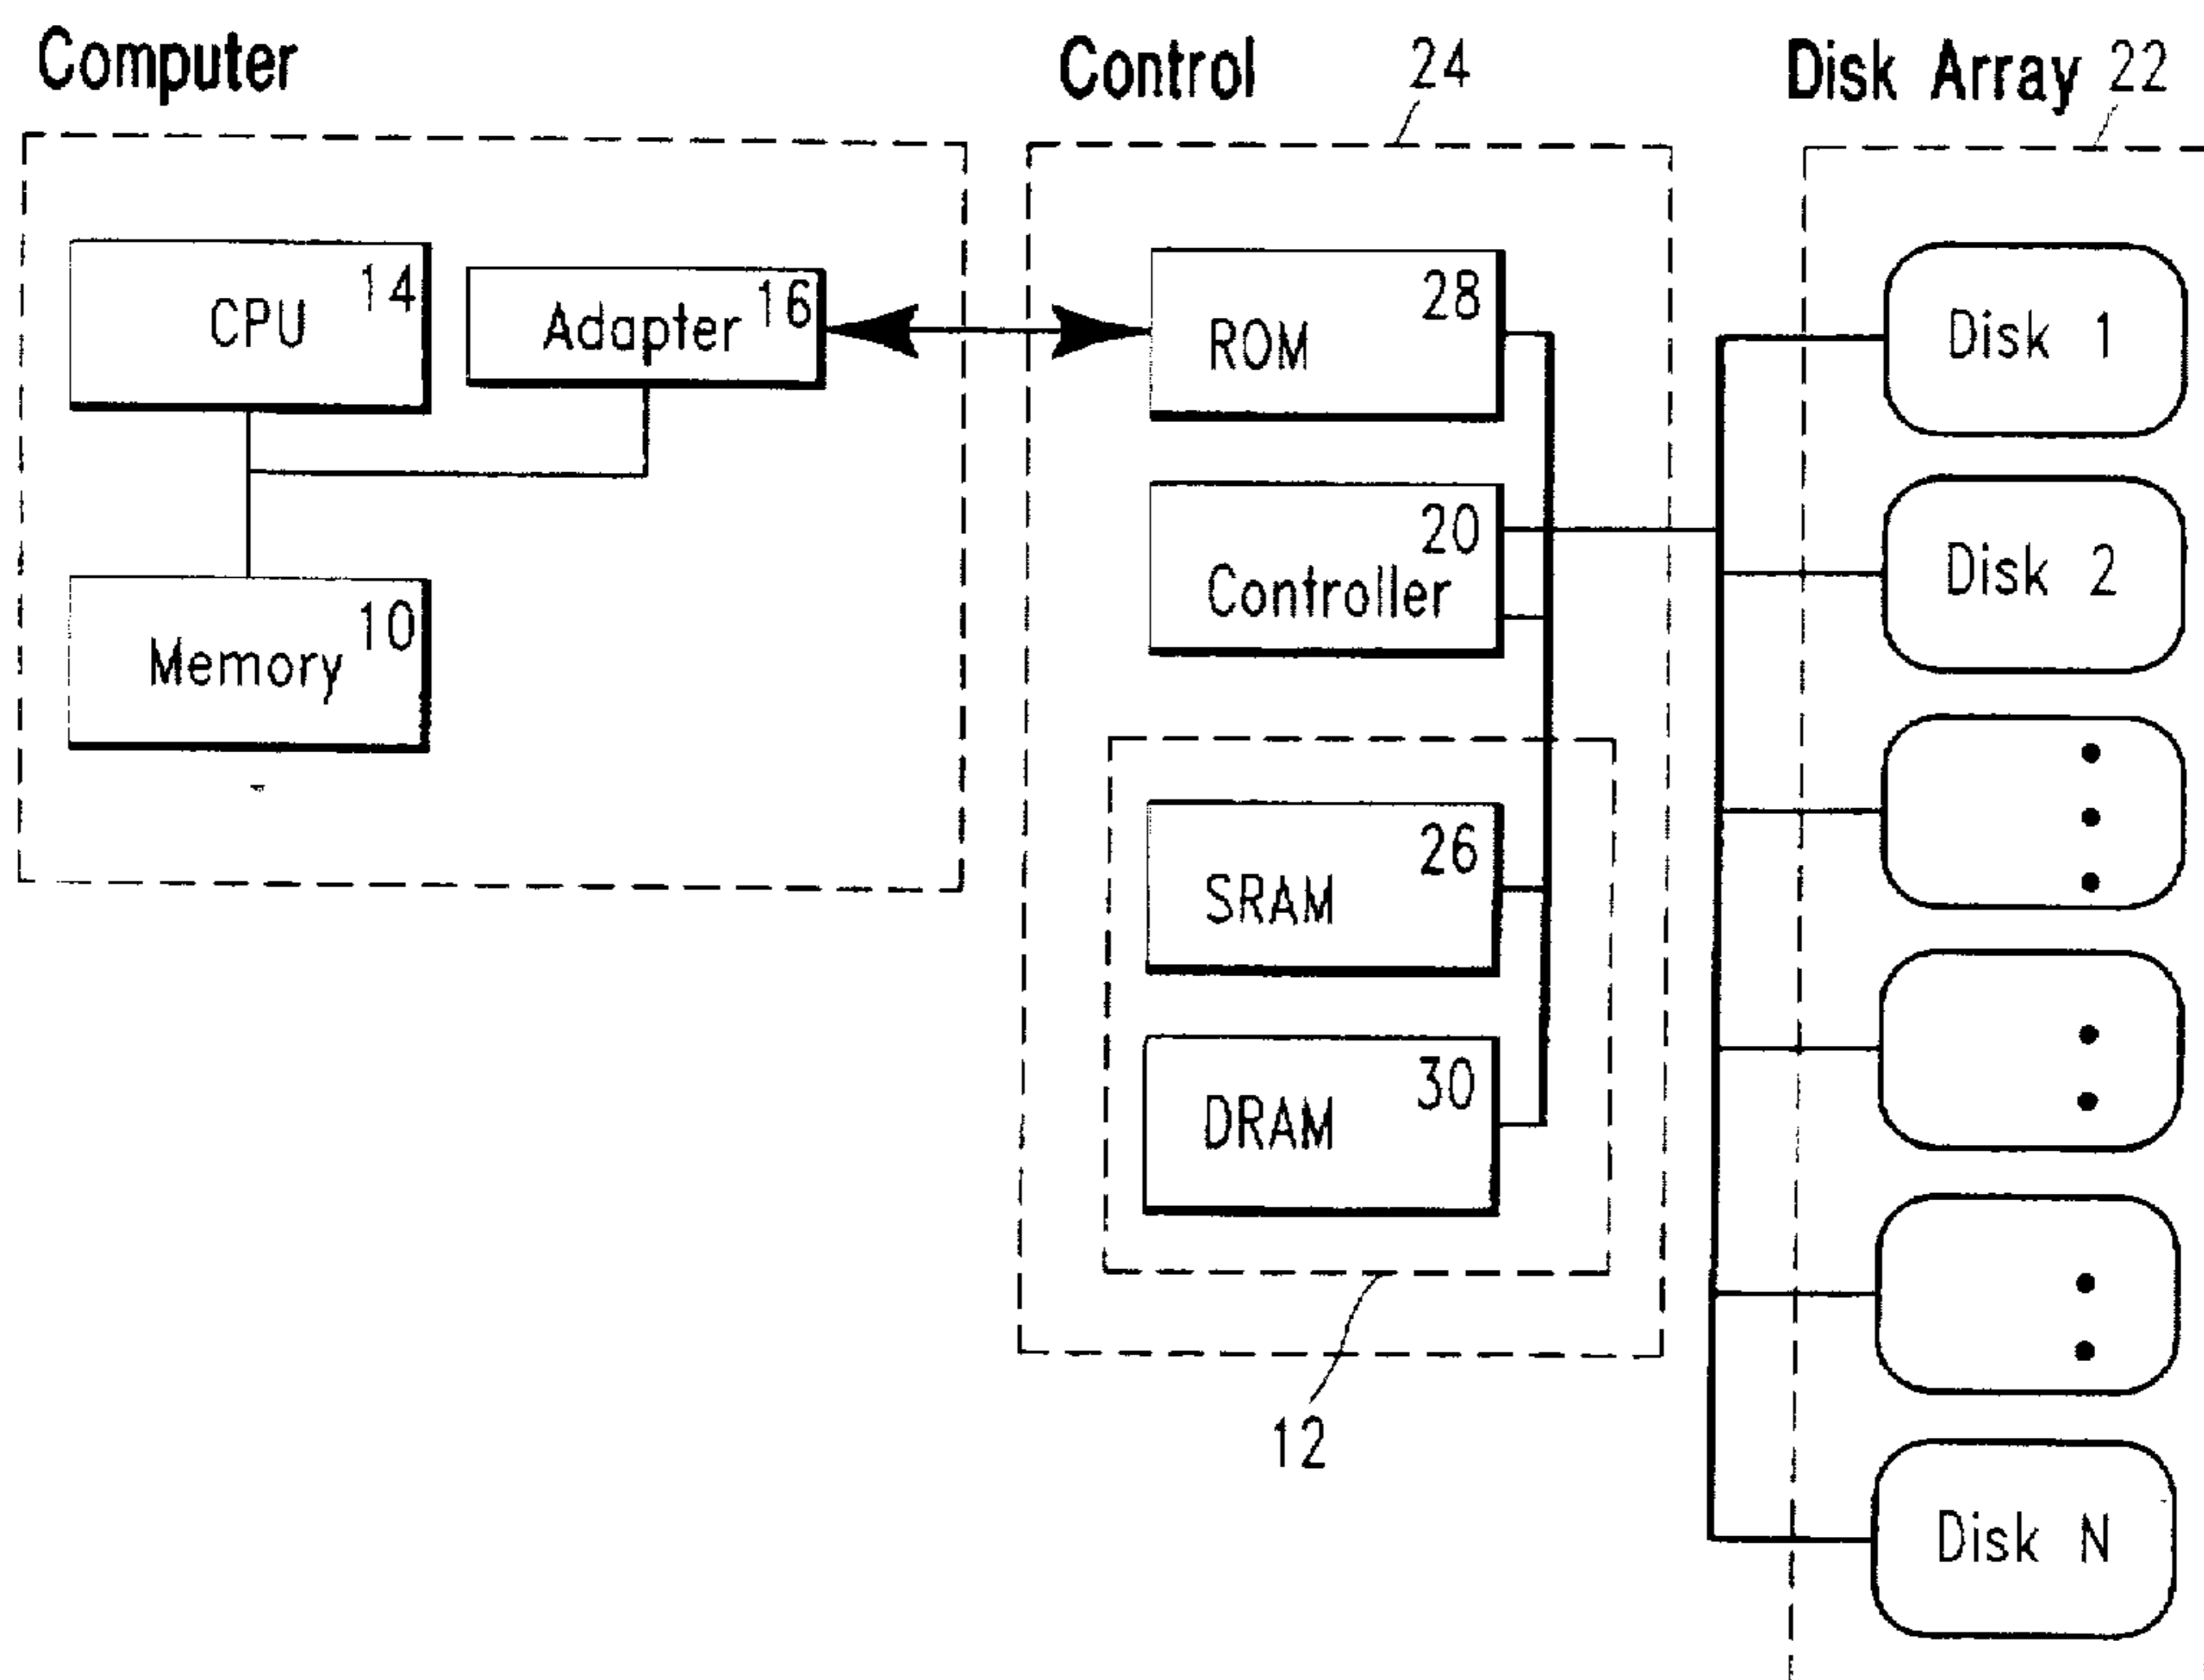 Computer
Control
24
Disk Array
22
CPU
14
Adapter
16
Memory
10
ROM
28
Controller
20
SRAM
26
DRAM
30
12
Disk 1
Disk 2
Disk N